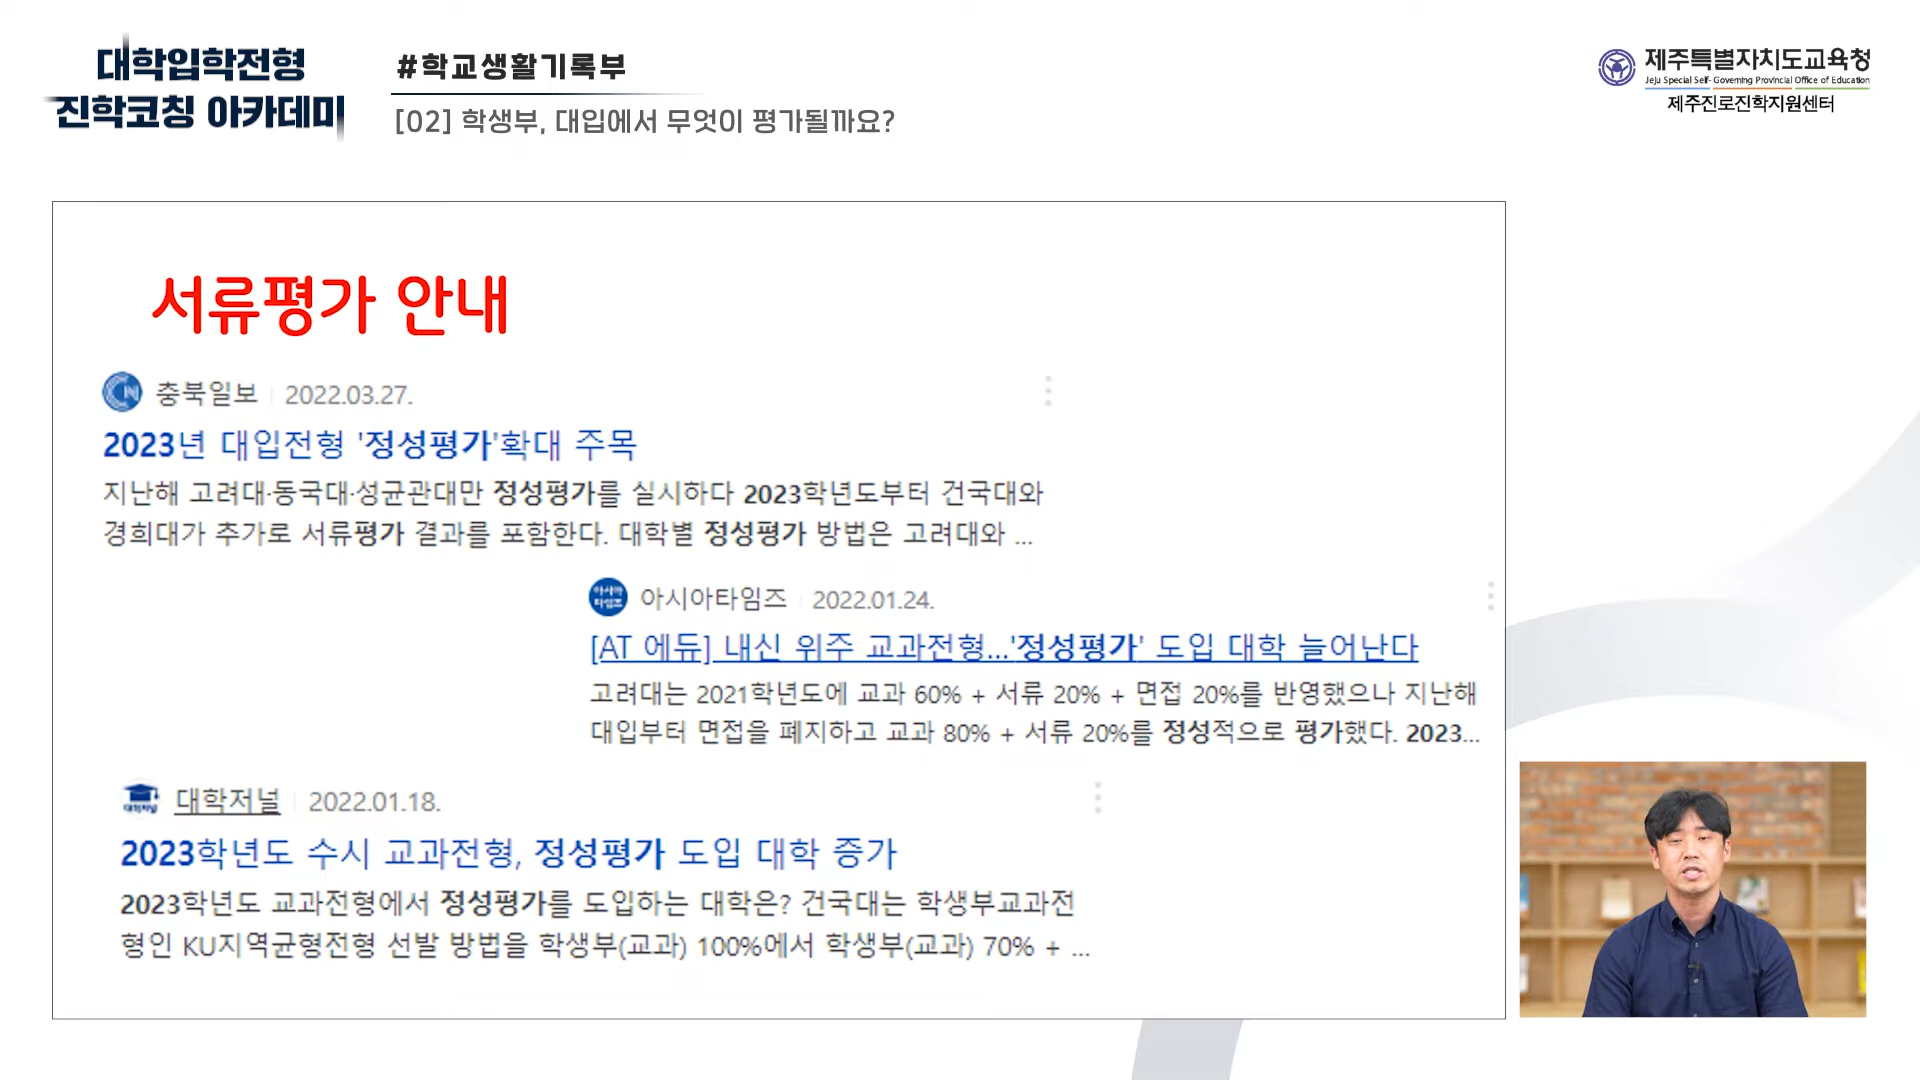 대학입학전형
진학코칭 아카데미
#학교생활기록부
[02] 학생부, 대입에서 무엇이 평가될까요?
제주특별자치도교육청
Jeju Special Self- Governing Provincial Office of Education
제주진로진학지원센터
서류평가 안내
충북일보 2022.03.27.
2023년 대입전형 '정성평가'확대 주목
지난해 고려대·동국대·성균관대만 정성평가를 실시하다 2023학년도부터 건국대와
경희대가 추가로 서류평가 결과를 포함한다. 대학별 정성평가 방법은 고려대와 ...
아시아
타임즈
아시아타임즈 2022.01.24.
[AT 에듀] 내신 위주 교과전형...'정성평가' 도입 대학 늘어난다
고려대는 2021학년도에 교과 60% + 서류 20% + 면접 20%를 반영했으나 지난해
대입부터 면접을 폐지하고 교과 80% + 서류 20%를 정성적으로 평가했다. 2023...
대학저널
대학저널 2022.01.18.
2023학년도 수시 교과전형, 정성평가 도입 대학 증가
2023학년도 교과전형에서 정성평가를 도입하는 대학은? 건국대는 학생부교과전
형인 KU지역균형전형 선발 방법을 학생부(교과) 100%에서 학생부(교과) 70% + ...